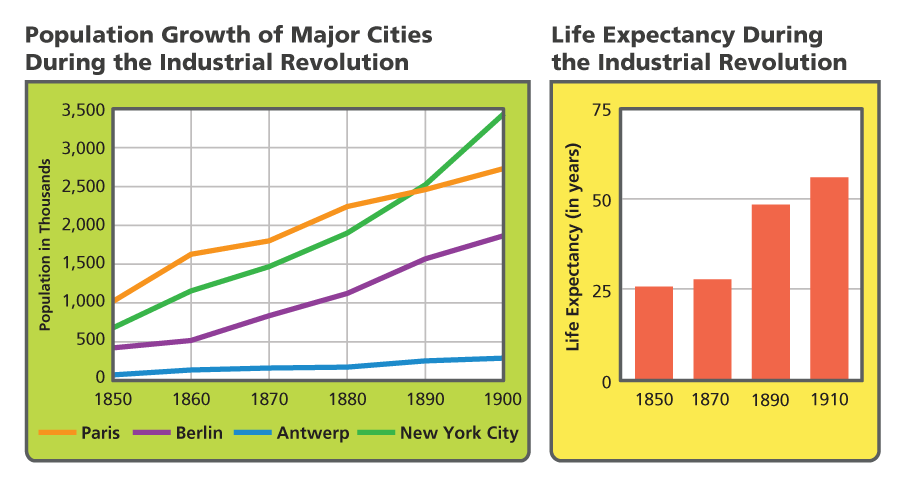 Population Growth of Major Cities
During the Industrial Revolution
Population in Thousands
3,500
3,000
2,500
2,000
1,500
1,000
500
0
1850 1860 1870 1880 1890 1900
Paris Berlin Antwerp New York City
Life Expectancy During
the Industrial Revolution
Life Expectancy (in years)
75
50
25
0
1850 1870 1890 1910